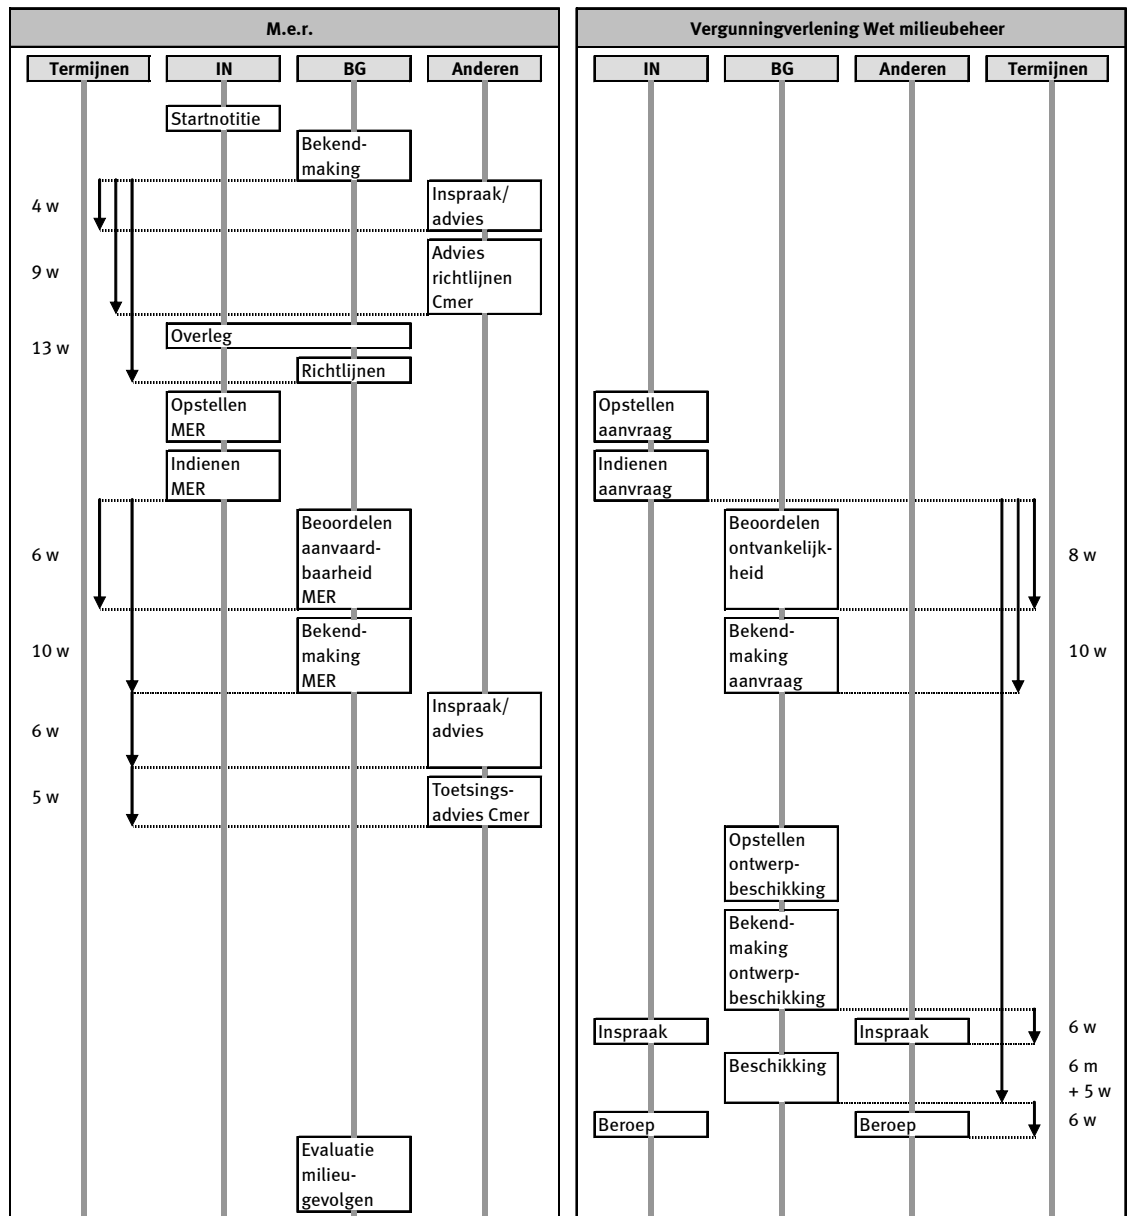 M.e.r.
Termijnen IN BG Anderen
Startnotitie
Bekend-
making
4 w
Inspraak/
advies
9 w
Advies
richtlijnen
Cmer
13 w
Overleg
Richtlijnen
Opstellen
MER
Indienen
MER
6 w
Beoordelen
aanvaard-
baarheid
MER
10 w
Bekend-
making
MER
6 w
Inspraak/
advies
5 w
Toetsings-
advies Cmer
Evaluatie
milieu-
gevolgen
Vergunningverlening Wet milieubeheer
IN BG Anderen Termijnen
Opstellen
aanvraag
Indienen
aanvraag
Beoordelen
ontvankelijk-
heid
8 w
Bekend-
making
aanvraag
10 w
Opstellen
ontwerp-
beschikking
Bekend-
making
ontwerp-
beschikking
Inspraak Inspraak 6 w
Beschikking
6 m
+ 5 w
Beroep Beroep 6 w